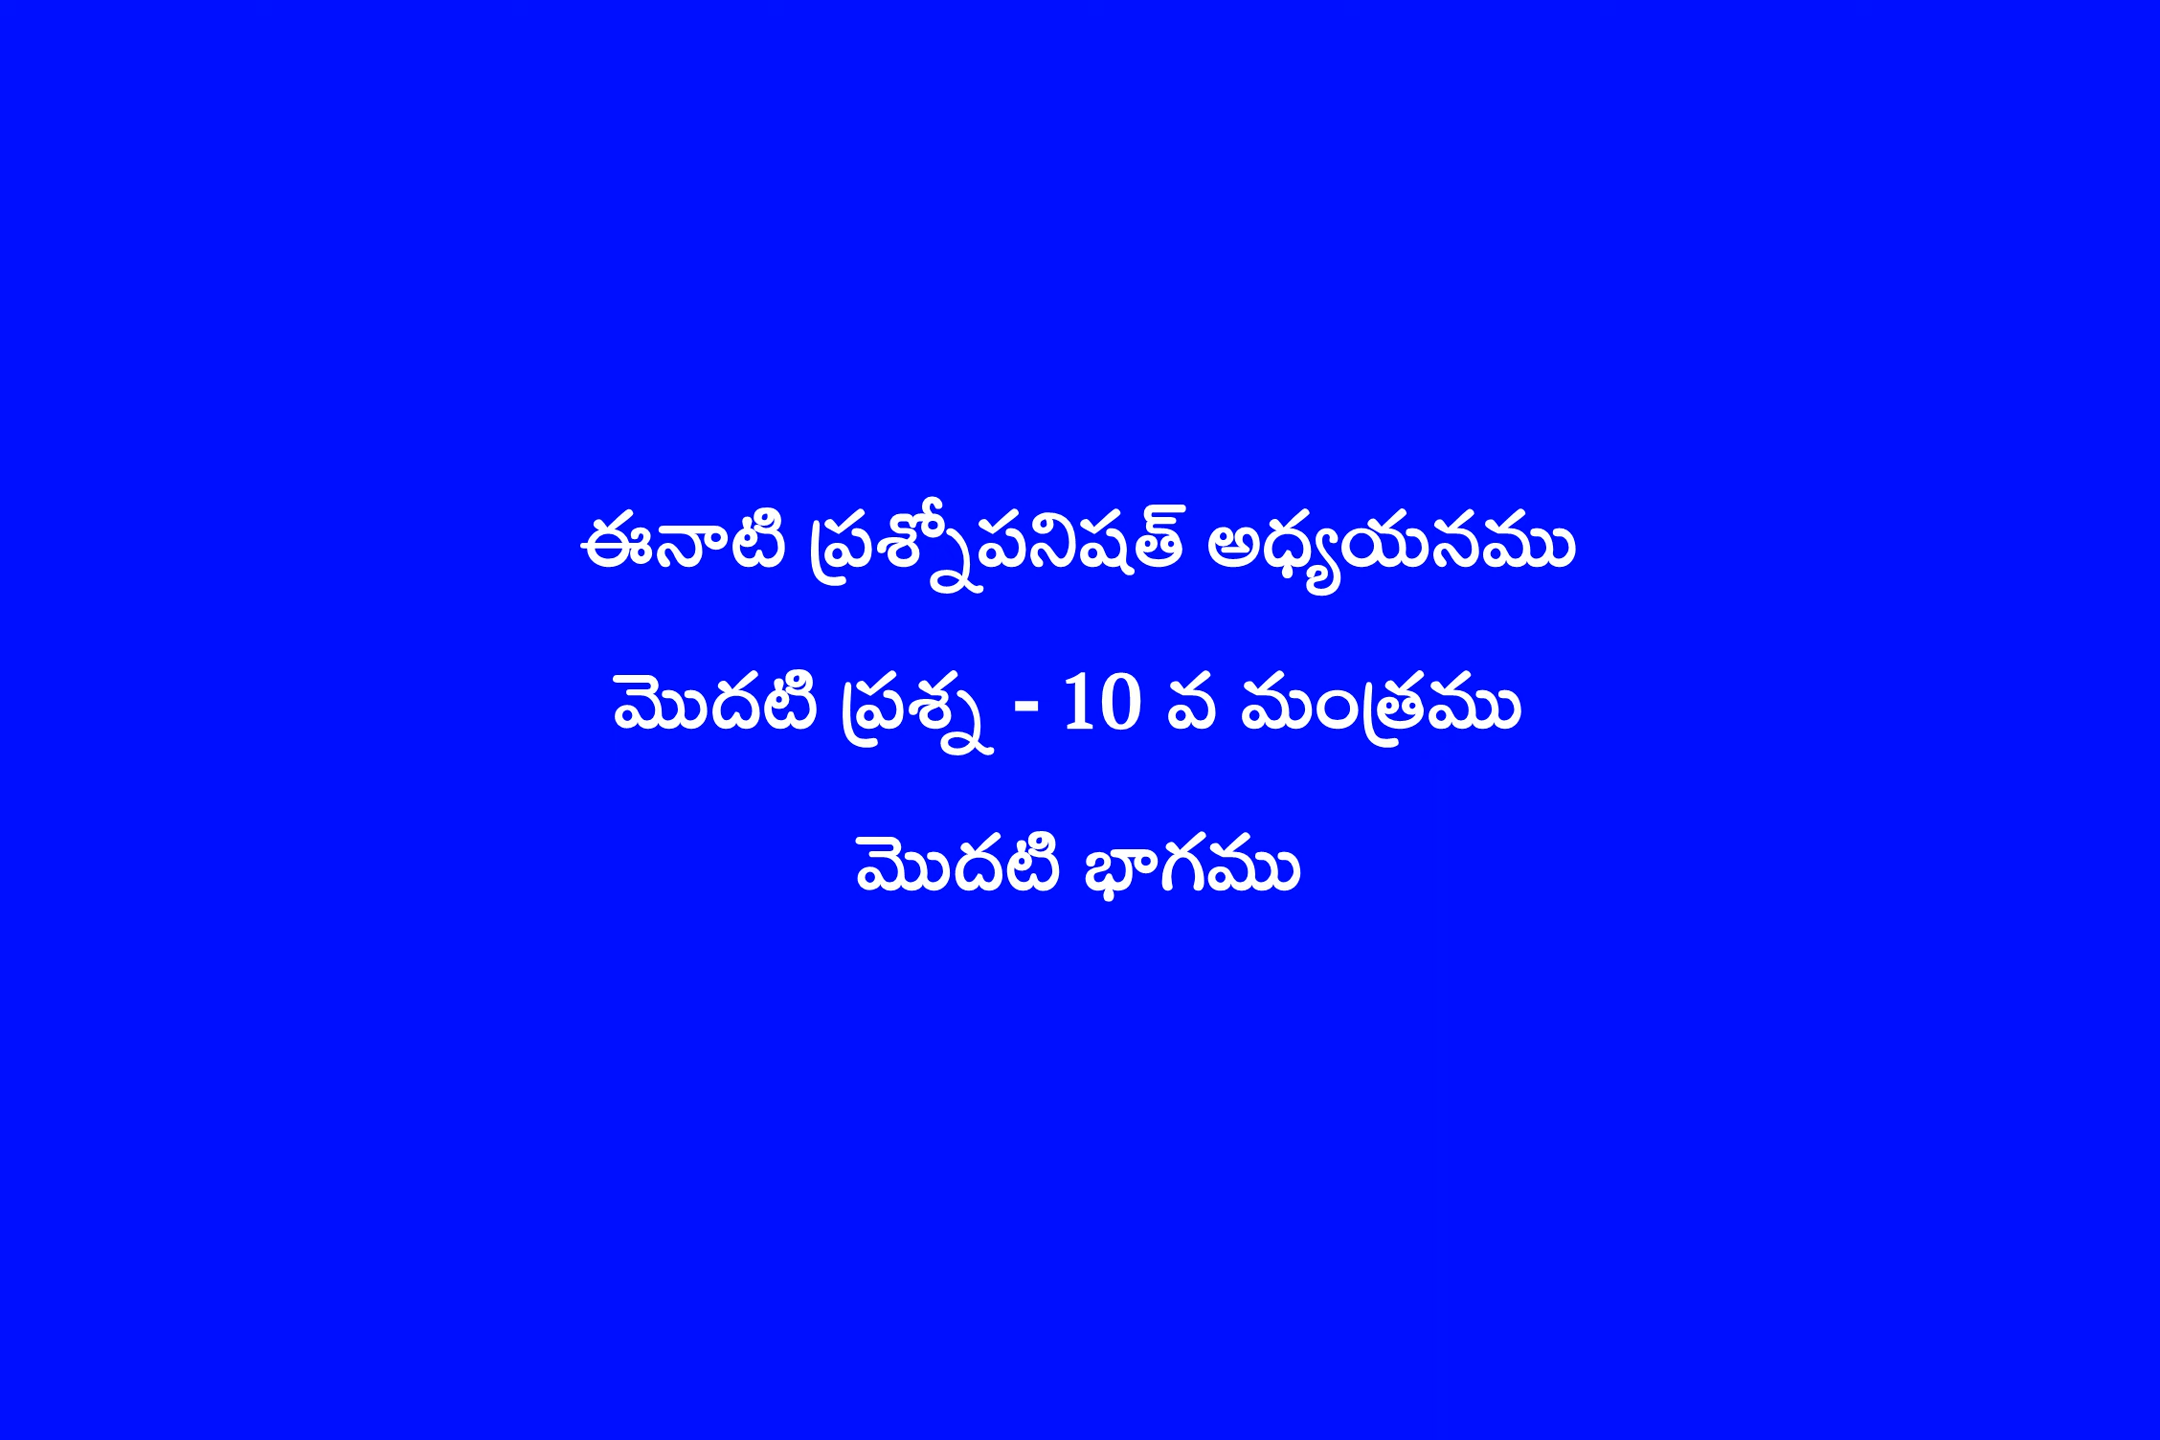 ఈనాటి ప్రశ్నోపనిషత్ అధ్యయనము
మొదటి ప్రశ్న - 10 వ మంత్రము
మొదటి భాగము